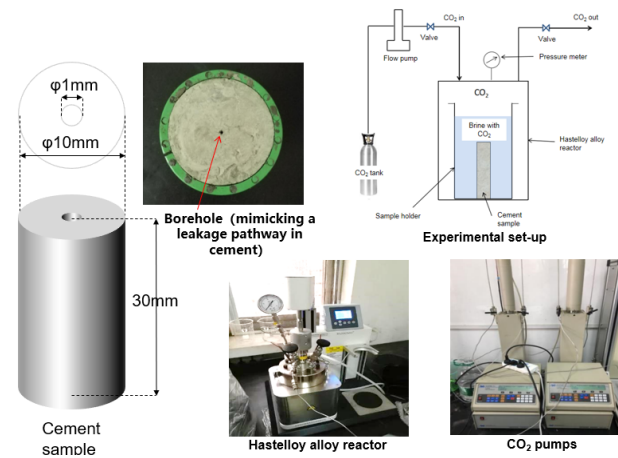 φ1mm
φ10mm
30mm
Cement
sample
Borehole（mimicking a
leakage pathway in
cement）
CO₂ in
Valve
Flow pump
CO₂ out
Valve
Pressure meter
CO₂
Brine with
CO₂
Hastelloy alloy
reactor
CO₂ tank
Sample holder
Cement
sample
Experimental set-up
Hastelloy alloy reactor
CO₂ pumps